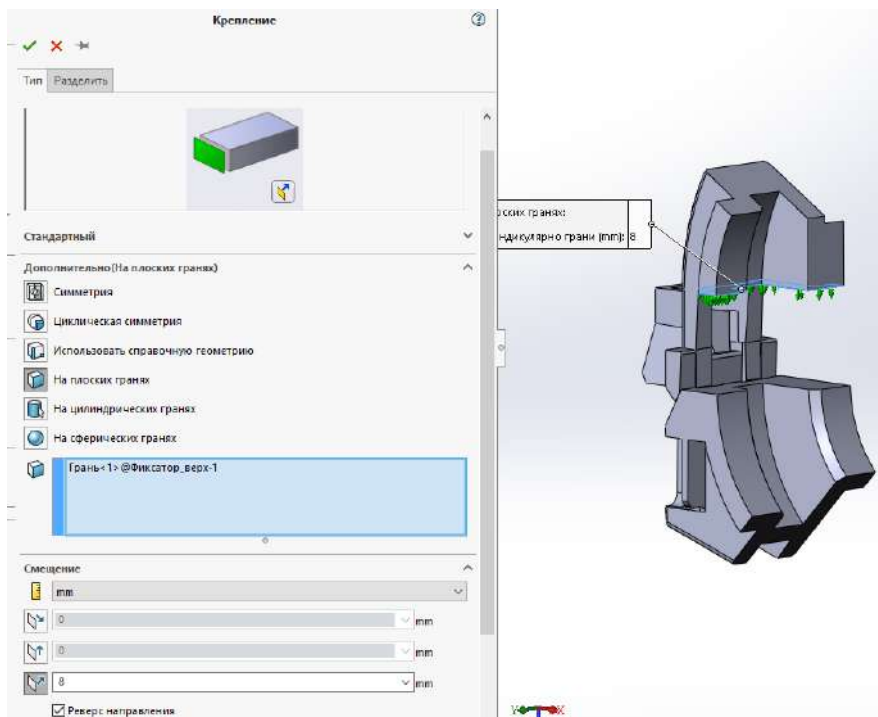 Крепление
Тип Разделить
Стандартный
Дополнительно(На плоских гранях)
Симметрия
Циклическая симметрия
Использовать справочную геометрию
На плоских гранях
На цилиндрических гранях
На сферических гранях
Грань<1>@Фиксатор_верх-1
Смещение
mm
0 mm
0 mm
8 mm
Реверс направления
оских гранях:
ндикулярно грани (mm): 8
Y X